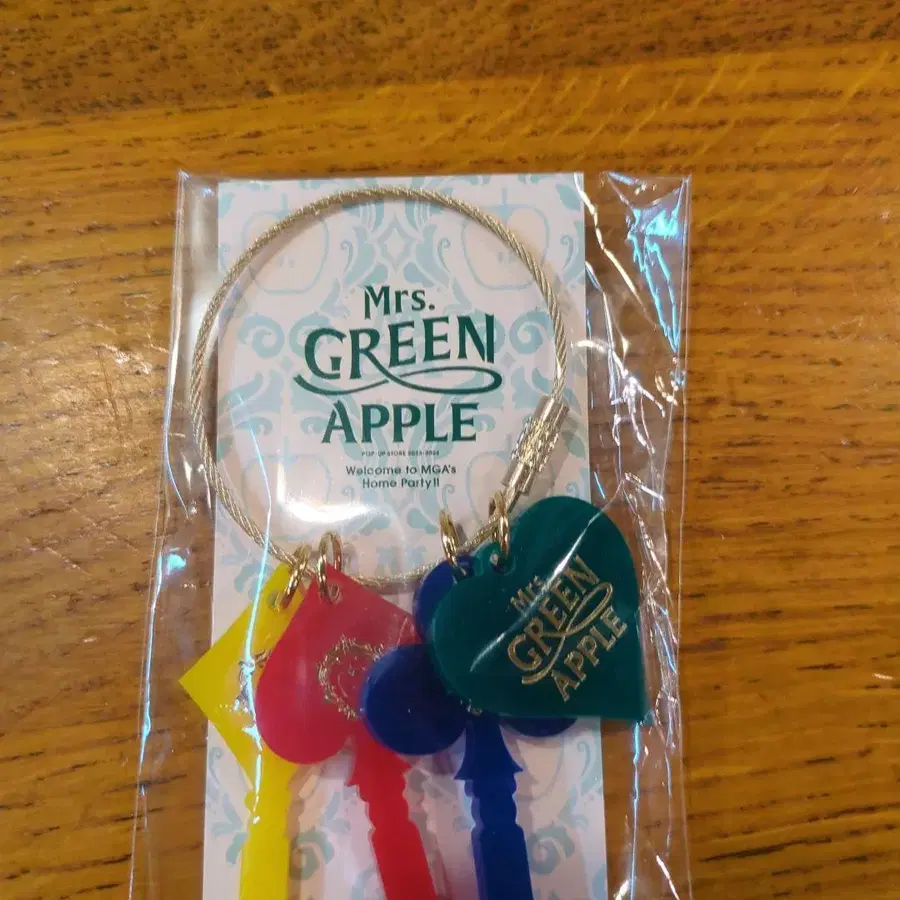 Mrs.
GREEN
APPLE
POP-UP STORE
Welcome to MGA's
Home Party!!
Mrs.
GREEN
APPLE